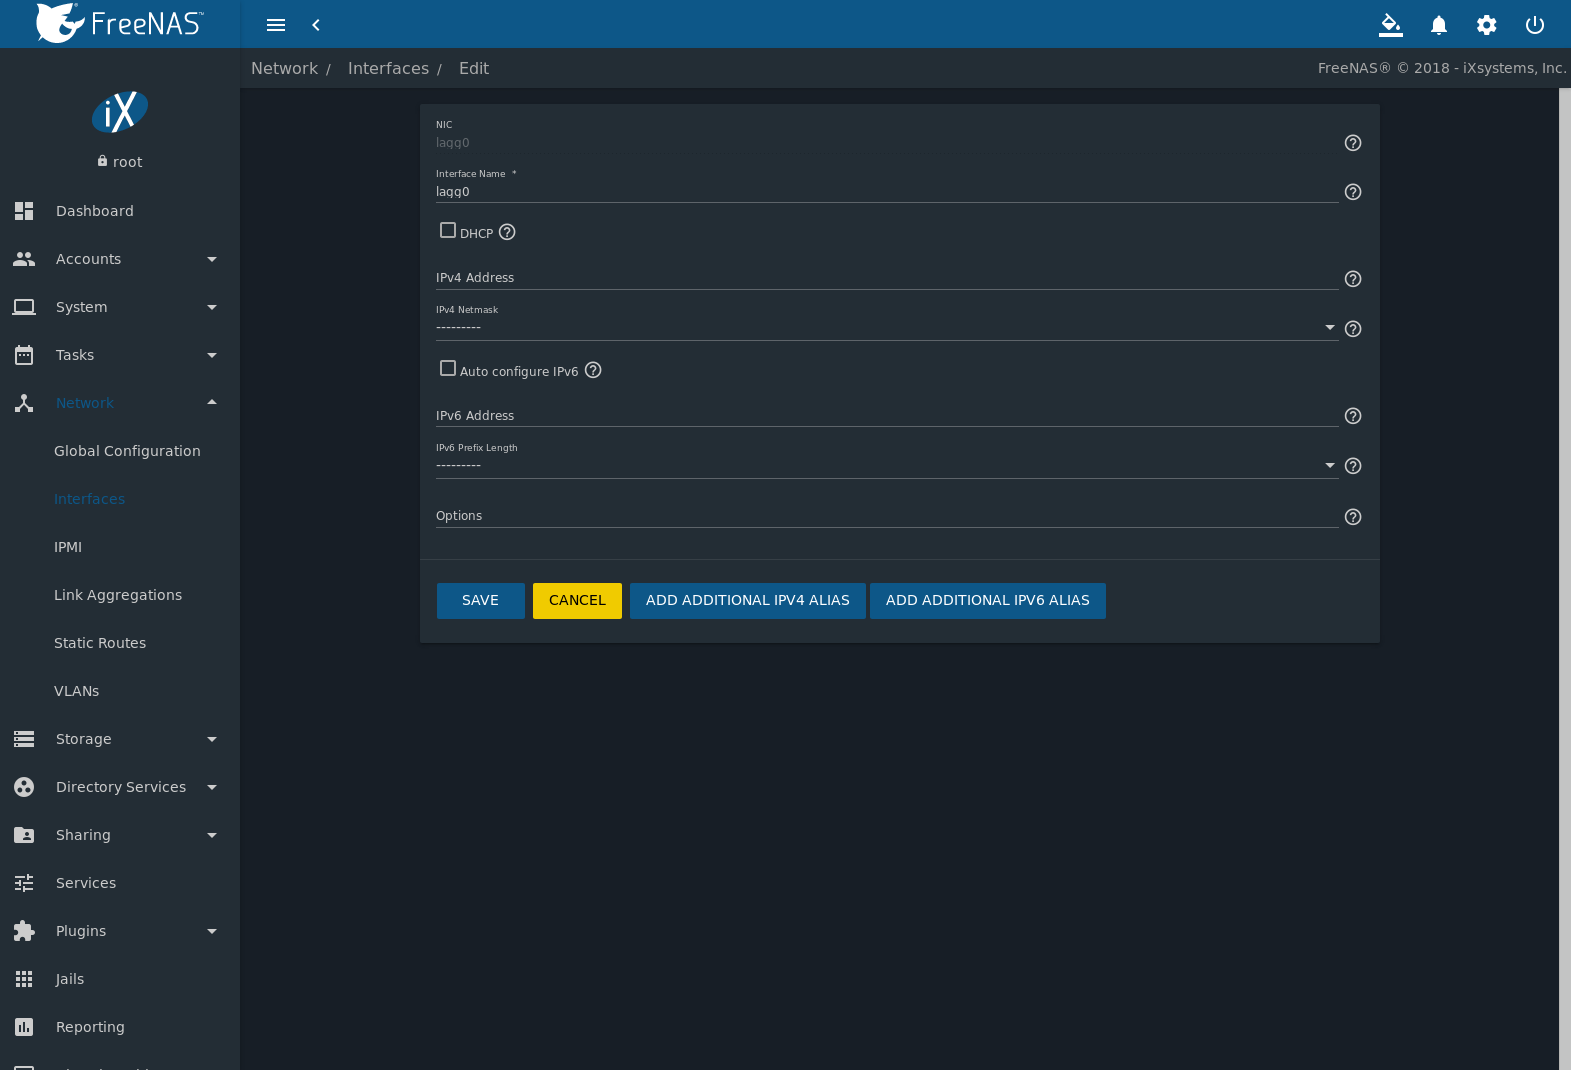 FreeNAS®™
Network / Interfaces / Edit
FreeNAS® © 2018 - iXsystems, Inc.
iX
root
Dashboard
Accounts
System
Tasks
Network
Global Configuration
Interfaces
IPMI
Link Aggregations
Static Routes
VLANs
Storage
Directory Services
Sharing
Services
Plugins
Jails
Reporting
NIC
lagg0
Interface Name *
lagg0
DHCP
IPv4 Address
IPv4 Netmask
---------
Auto configure IPv6
IPv6 Address
IPv6 Prefix Length
---------
Options
SAVE
CANCEL
ADD ADDITIONAL IPV4 ALIAS
ADD ADDITIONAL IPV6 ALIAS